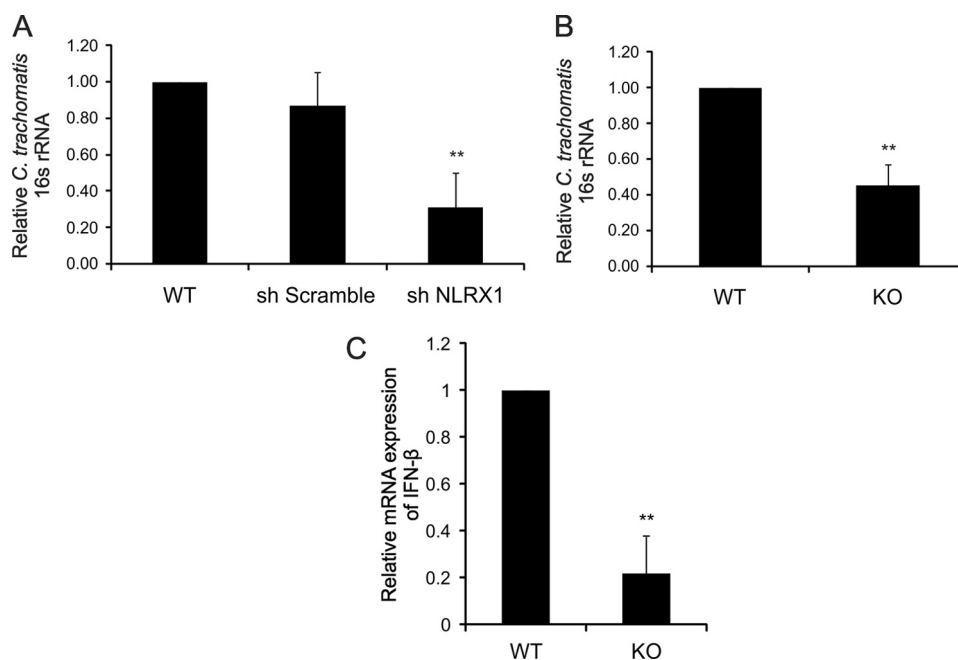 A
Relative C. trachomatis
16s rRNA
1.20
1.00
0.80
0.60
0.40
0.20
0.00
**
WT
sh Scramble
sh NLRX1
B
Relative C. trachomatis
16s rRNA
1.20
1.00
0.80
0.60
0.40
0.20
0.00
**
WT
KO
C
Relative mRNA expression
of IFN-β
1.2
1
0.8
0.6
0.4
0.2
0
**
WT
KO